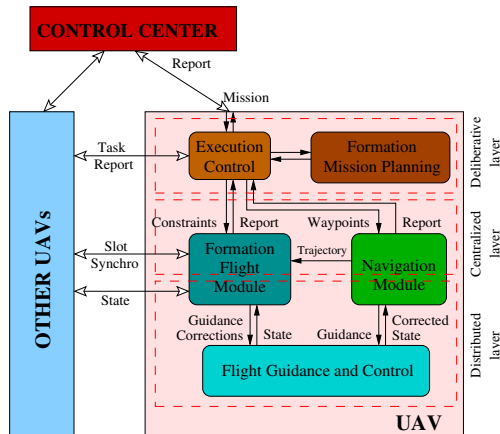 CONTROL CENTER
Report
Mission
Task
Report
Execution
Control
Formation
Mission Planning
Deliberative
layer
Constraints
Report
Waypoints
Report
OTHER UAVs
Slot
Synchro
Formation
Flight
Module
Trajectory
Navigation
Module
Centralized
layer
State
Guidance
Corrections
State
Guidance
Corrected
State
Flight Guidance and Control
Distributed
layer
UAV